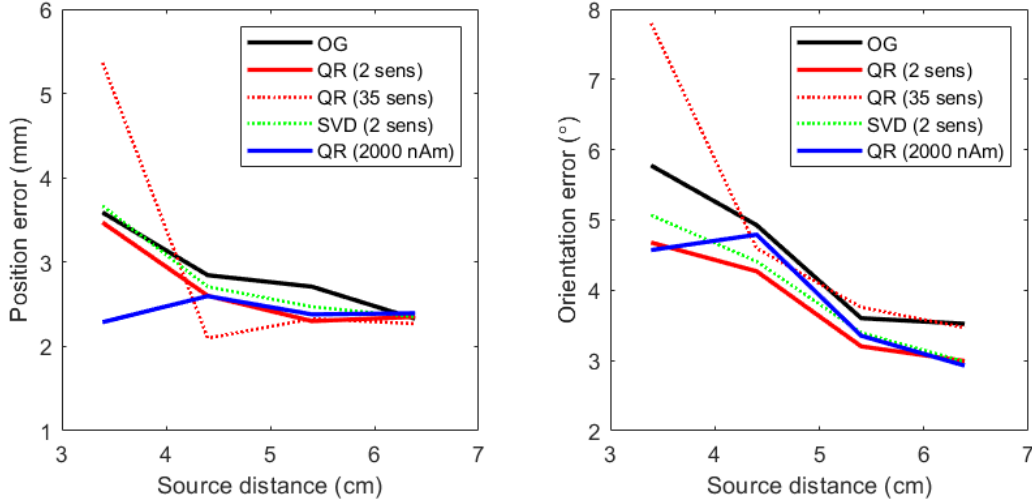 6
5
4
3
2
1
3
4
5
6
7
Position error (mm)
Source distance (cm)
OG
QR (2 sens)
QR (35 sens)
SVD (2 sens)
QR (2000 nAm)
8
7
6
5
4
3
2
3
4
5
6
7
Orientation error (°)
Source distance (cm)
OG
QR (2 sens)
QR (35 sens)
SVD (2 sens)
QR (2000 nAm)